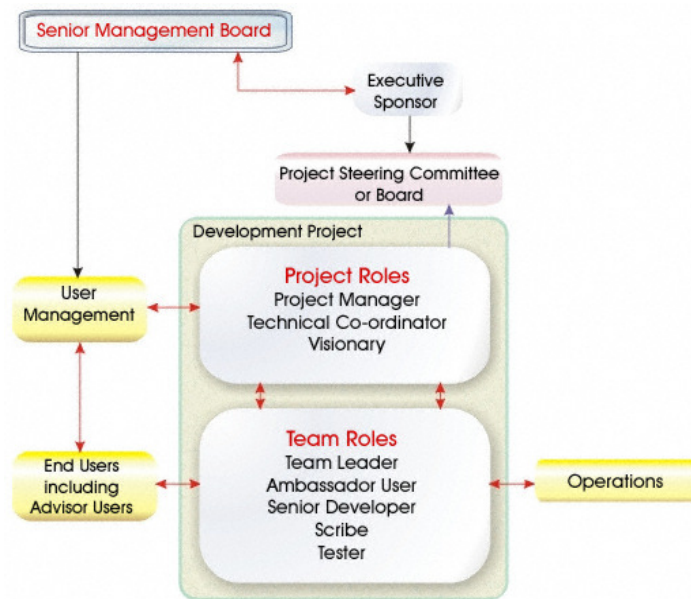 Senior Management Board
Executive
Sponsor
Project Steering Committee
or Board
Development Project
Project Roles
Project Manager
Technical Co-ordinator
Visionary
User
Management
Team Roles
Team Leader
Ambassador User
Senior Developer
Scribe
Tester
End Users
including
Advisor Users
Operations